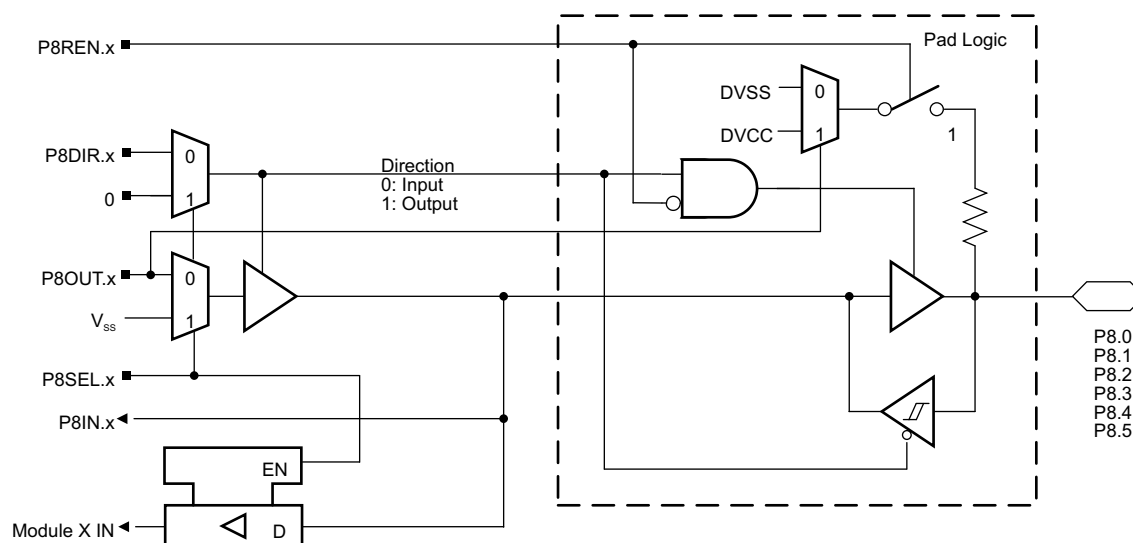 Pad Logic
P8REN.x
DVSS
0
DVCC
1
1
P8DIR.x
0
0
1
Direction
0: Input
1: Output
P8OUT.x
0
VSS
1
P8SEL.x
P8IN.x
EN
D
Module X IN
P8.0
P8.1
P8.2
P8.3
P8.4
P8.5